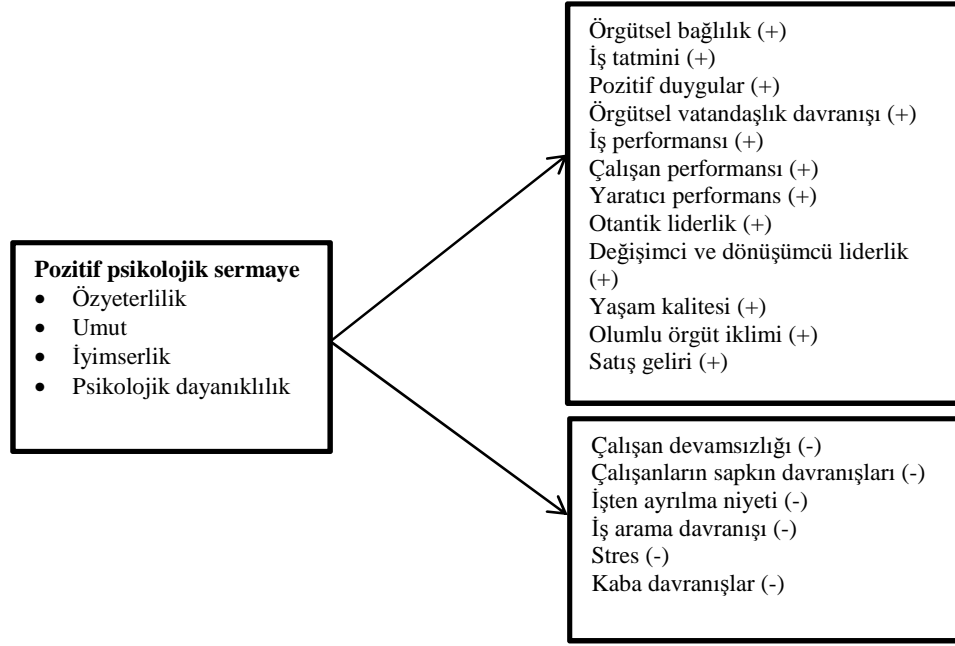 Pozitif psikolojik sermaye
• Özyeterlilik
• Umut
• İyimserlik
• Psikolojik dayanıklılık
Örgütsel bağlılık (+)
İş tatmini (+)
Pozitif duygular (+)
Örgütsel vatandaşlık davranışı (+)
İş performansı (+)
Çalışan performansı (+)
Yaratıcı performans (+)
Otantik liderlik (+)
Değişimci ve dönüşümcü liderlik
(+)
Yaşam kalitesi (+)
Olumlu örgüt iklimi (+)
Satış geliri (+)
Çalışan devamsızlığı (-)
Çalışanların sapkın davranışları (-)
İşten ayrılma niyeti (-)
İş arama davranışı (-)
Stres (-)
Kaba davranışlar (-)